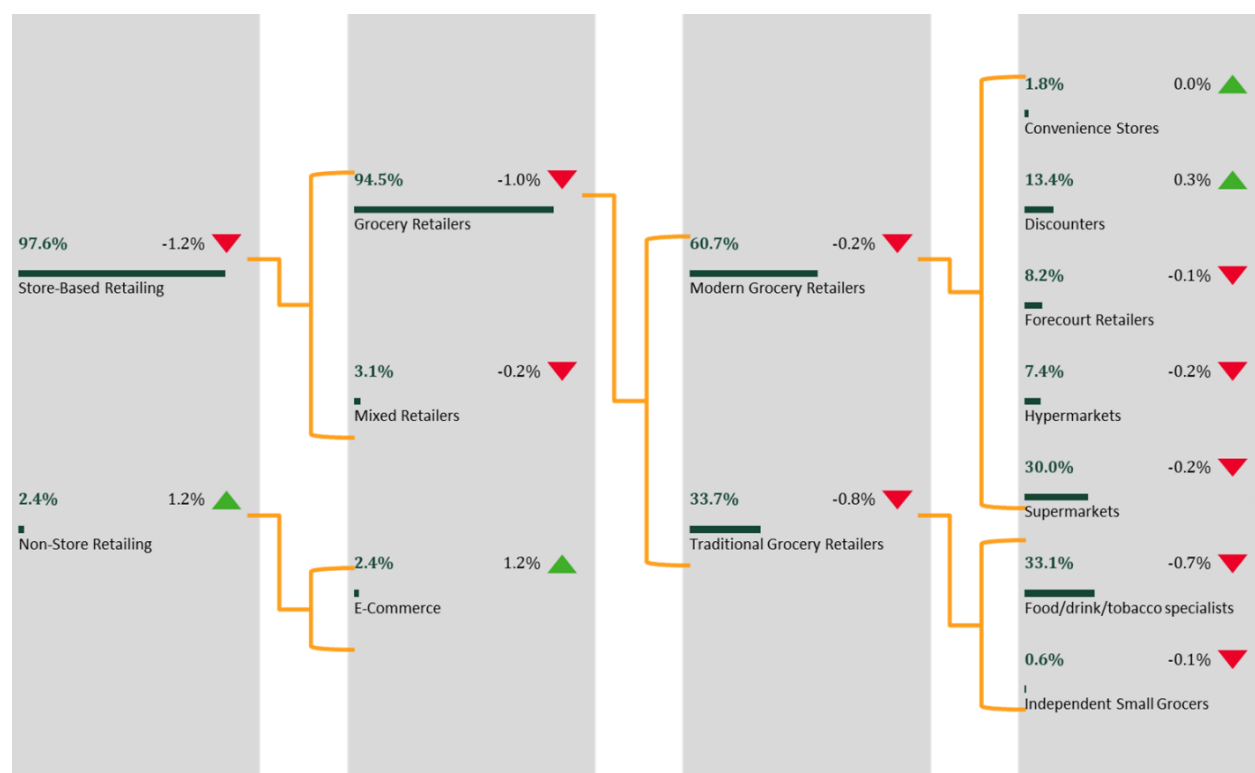 97.6% -1.2%
Store-Based Retailing
2.4% 1.2%
Non-Store Retailing
94.5% -1.0%
Grocery Retailers
3.1% -0.2%
Mixed Retailers
2.4% 1.2%
E-Commerce
60.7% -0.2%
Modern Grocery Retailers
33.7% -0.8%
Traditional Grocery Retailers
1.8% 0.0%
Convenience Stores
13.4% 0.3%
Discounters
8.2% -0.1%
Forecourt Retailers
7.4% -0.2%
Hypermarkets
30.0% -0.2%
Supermarkets
33.1% -0.7%
Food/drink/tobacco specialists
0.6% -0.1%
Independent Small Grocers